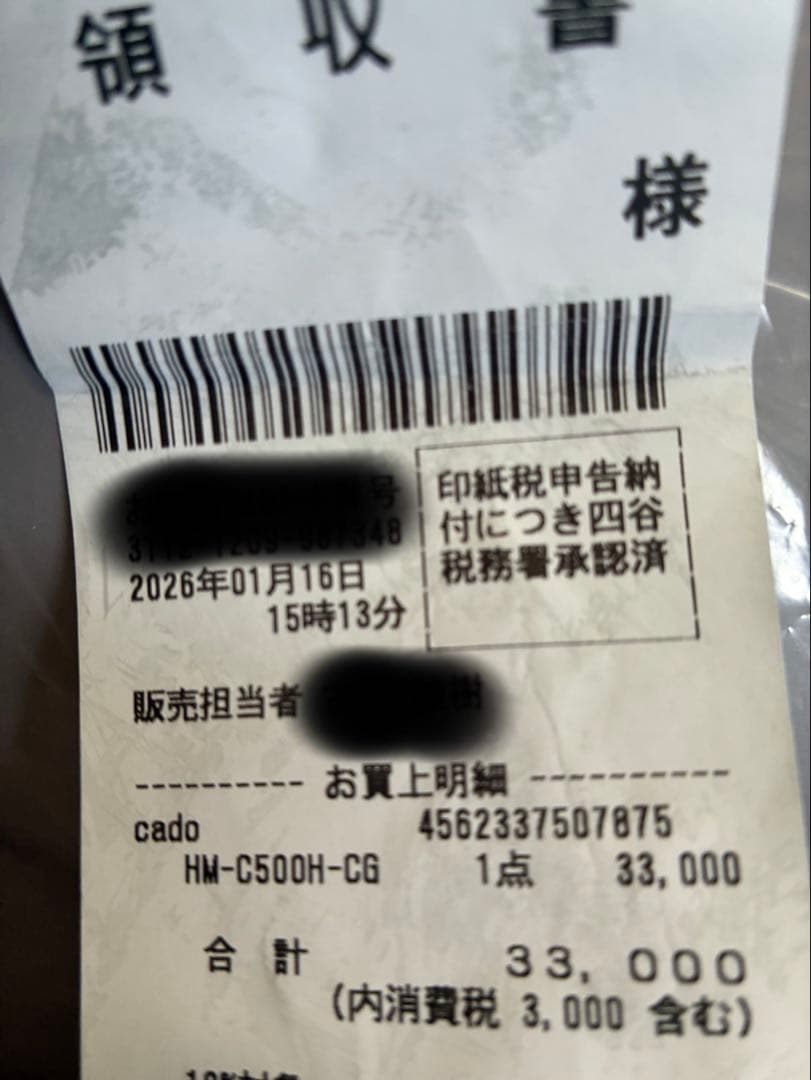 領収書
様
印紙税申告納
付につき四谷
税務署承認済
2026年01月16日
15時13分
販売担当者
---------- お買上明細 ----------
cado 4562337507875
HM-C500H-CG 1点 33,000
合計 33,000
(内消費税 3,000 含む)